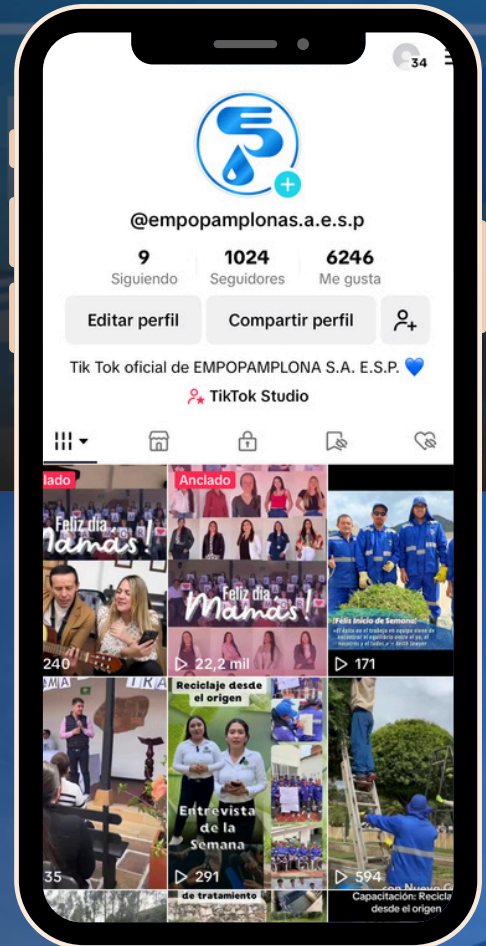 34
@empopamplonas.a.e.s.p
9 1024 6246
Siguiendo Seguidores Me gusta
Editar perfil Compartir perfil
Tik Tok oficial de EMPOPAMPLONA S.A. E.S.P. 💙
TikTok Studio
lado
Feliz día
Mamás!
240
Anclado
Feliz día
Mamás!
22,2 mil
¡Feliz Inicio de Semana!
171
35
Reciclaje desde
el origen
Entrevista
de la
Semana
291
594
de tratamiento
Capacitación: Recicla
desde el origen